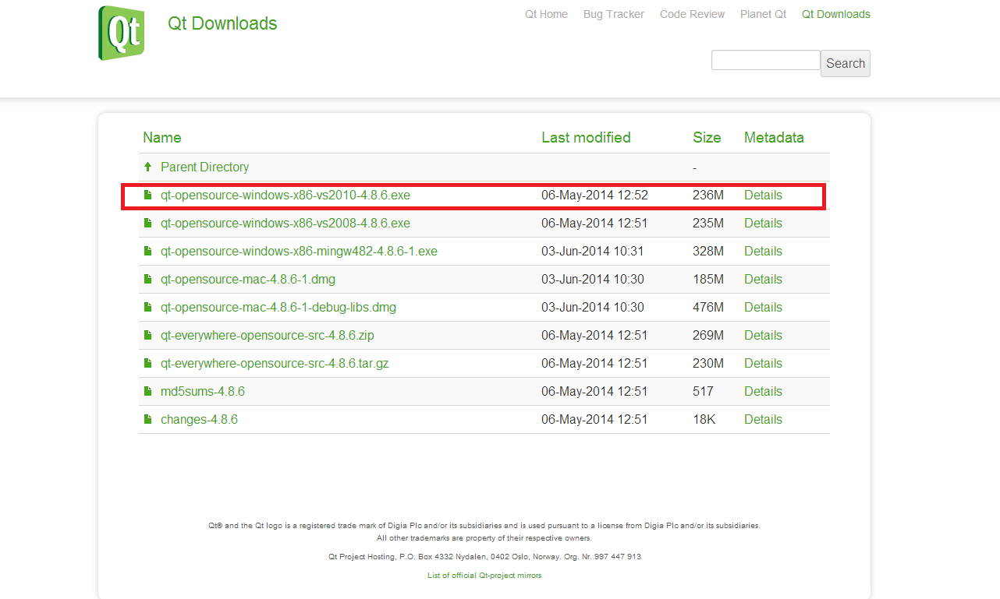 Qt
Qt Downloads
Qt Home Bug Tracker Code Review Planet Qt Qt Downloads
Search
Name Last modified Size Metadata
Parent Directory -
qt-opensource-windows-x86-vs2010-4.8.6.exe 06-May-2014 12:52 236M Details
qt-opensource-windows-x86-vs2008-4.8.6.exe 06-May-2014 12:51 235M Details
qt-opensource-windows-x86-mingw482-4.8.6-1.exe 03-Jun-2014 10:31 328M Details
qt-opensource-mac-4.8.6-1.dmg 03-Jun-2014 10:30 185M Details
qt-opensource-mac-4.8.6-1-debug-libs.dmg 03-Jun-2014 10:30 476M Details
qt-everywhere-opensource-src-4.8.6.zip 06-May-2014 12:51 269M Details
qt-everywhere-opensource-src-4.8.6.tar.gz 06-May-2014 12:51 230M Details
md5sums-4.8.6 06-May-2014 12:51 517 Details
changes-4.8.6 06-May-2014 12:51 18K Details
Qt® and the Qt logo is a registered trade mark of Digia Plc and/or its subsidiaries and is used pursuant to a license from Digia Plc and/or its subsidiaries.
All other trademarks are property of their respective owners.
Qt Project Hosting, P.O. Box 4332 Nydalen, 0402 Oslo, Norway. Org. Nr. 997 447 913
List of official Qt-project mirrors